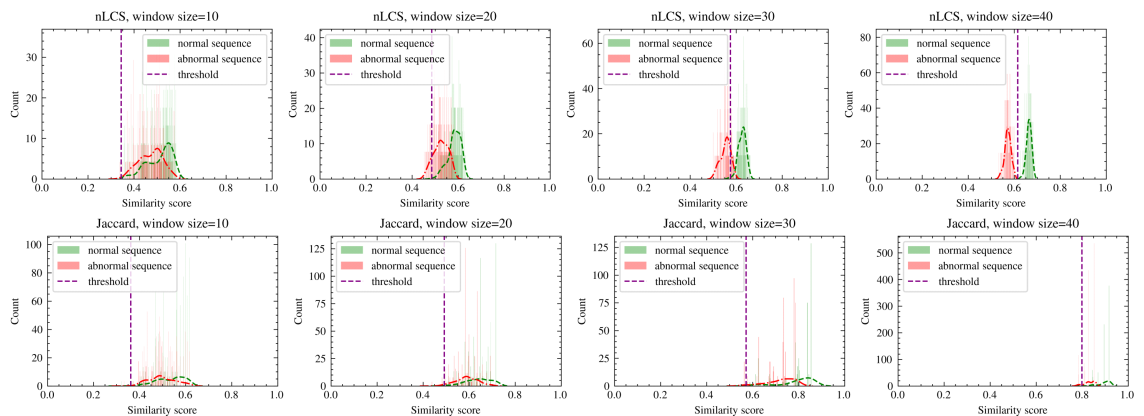 nLCS, window size=10
nLCS, window size=20
nLCS, window size=30
nLCS, window size=40
Count
30
20
10
0
normal sequence
abnormal sequence
threshold
0.0 0.2 0.4 0.6 0.8 1.0
Similarity score
Count
40
30
20
10
0
normal sequence
abnormal sequence
threshold
0.0 0.2 0.4 0.6 0.8 1.0
Similarity score
Count
60
40
20
0
normal sequence
abnormal sequence
threshold
0.0 0.2 0.4 0.6 0.8 1.0
Similarity score
Count
80
60
40
20
0
normal sequence
abnormal sequence
threshold
0.0 0.2 0.4 0.6 0.8 1.0
Similarity score
Jaccard, window size=10
Jaccard, window size=20
Jaccard, window size=30
Jaccard, window size=40
Count
100
80
60
40
20
0
normal sequence
abnormal sequence
threshold
0.0 0.2 0.4 0.6 0.8 1.0
Similarity score
Count
125
100
75
50
25
0
normal sequence
abnormal sequence
threshold
0.0 0.2 0.4 0.6 0.8 1.0
Similarity score
Count
125
100
75
50
25
0
normal sequence
abnormal sequence
threshold
0.0 0.2 0.4 0.6 0.8 1.0
Similarity score
Count
500
400
300
200
100
0
normal sequence
abnormal sequence
threshold
0.0 0.2 0.4 0.6 0.8 1.0
Similarity score